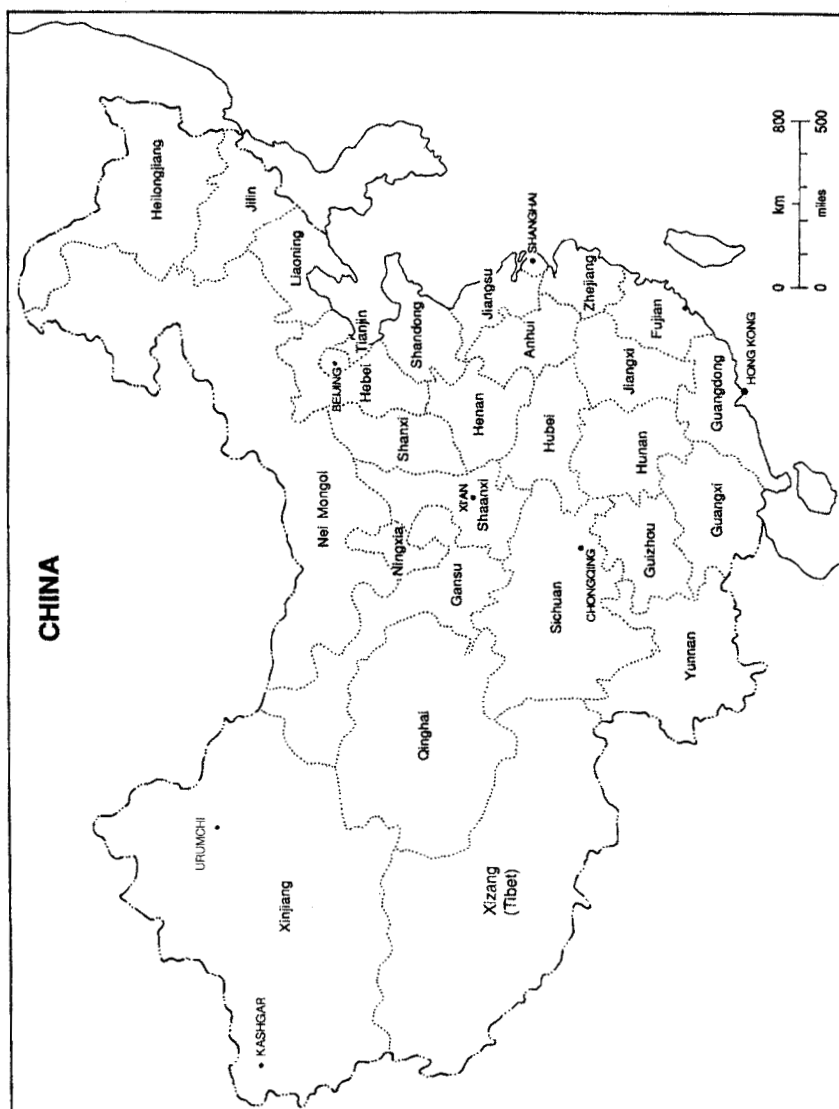 CHINA
Heilongjiang
Jilin
Liaoning
Nei Mongol
BEIJING
Tianjin
Hebei
Shanxi
Shandong
Ningxia
Gansu
XI'AN
Shaanxi
Henan
Jiangsu
SHANGHAI
Anhui
Hubei
Zhejiang
URUMCHI
Xinjiang
KASHGAR
Qinghai
Xizang
(Tibet)
Sichuan
CHONGQING
Guizhou
Hunan
Jiangxi
Fujian
Yunnan
Guangxi
Guangdong
HONG KONG
0 km 800
0 miles 500